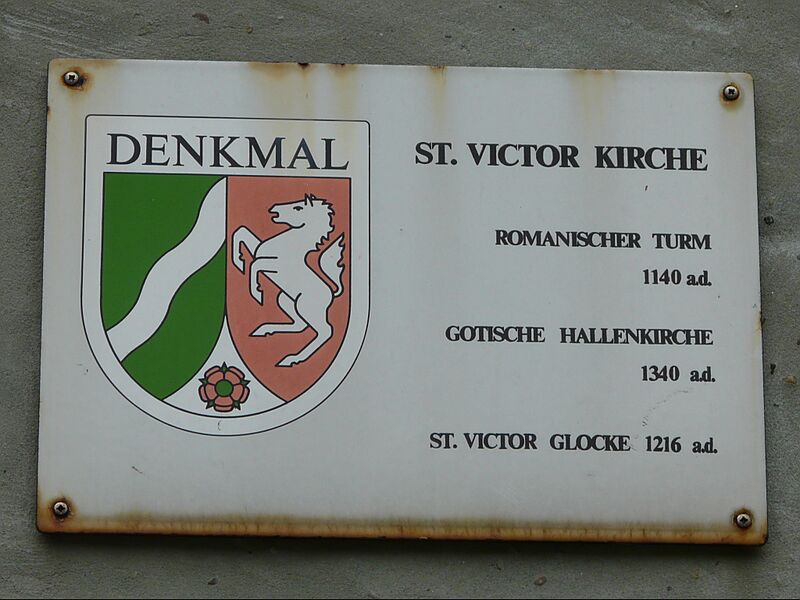 DENKMAL
ST. VICTOR KIRCHE
ROMANISCHER TURM
1140 a.d.
GOTISCHE HALLENKIRCHE
1340 a.d.
ST. VICTOR GLOCKE 1216 a.d.